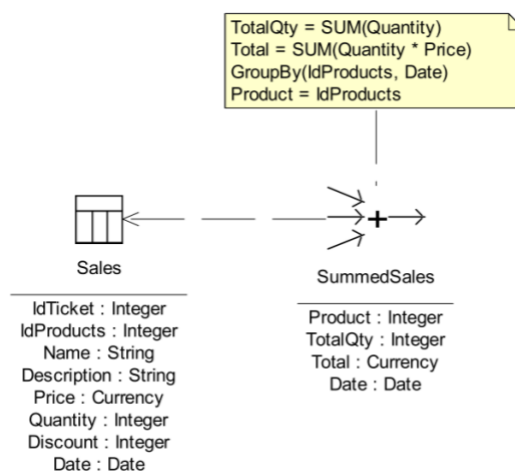 TotalQty = SUM(Quantity)
Total = SUM(Quantity * Price)
GroupBy(IdProducts, Date)
Product = IdProducts
+
Sales
IdTicket : Integer
IdProducts : Integer
Name : String
Description : String
Price : Currency
Quantity : Integer
Discount : Integer
Date : Date
SummedSales
Product : Integer
TotalQty : Integer
Total : Currency
Date : Date